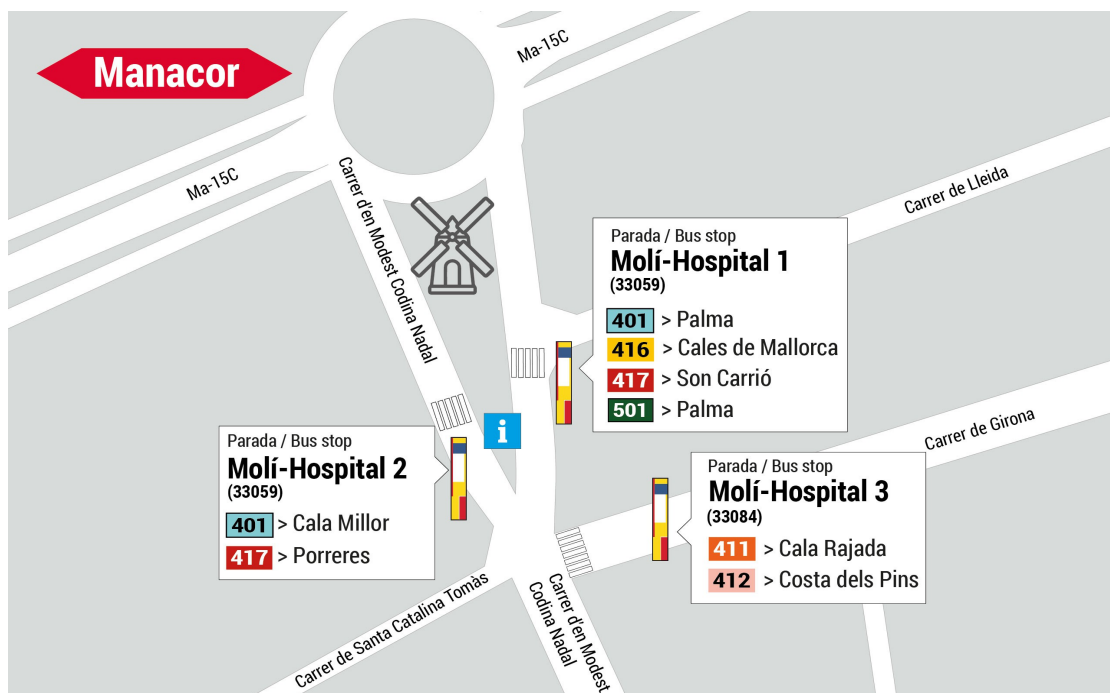 Manacor
Ma-15C
Ma-15C
Carrer d'en Modest Codina Nadal
Carrer de Lleida
Parada / Bus stop
Molí-Hospital 1
(33059)
401 > Palma
416 > Cales de Mallorca
417 > Son Carrió
501 > Palma
i
Carrer de Girona
Parada / Bus stop
Molí-Hospital 2
(33059)
401 > Cala Millor
417 > Porreres
Parada / Bus stop
Molí-Hospital 3
(33084)
411 > Cala Rajada
412 > Costa dels Pins
Carrer de Santa Catalina Tomàs
Carrer d'en Modest
Codina Nadal